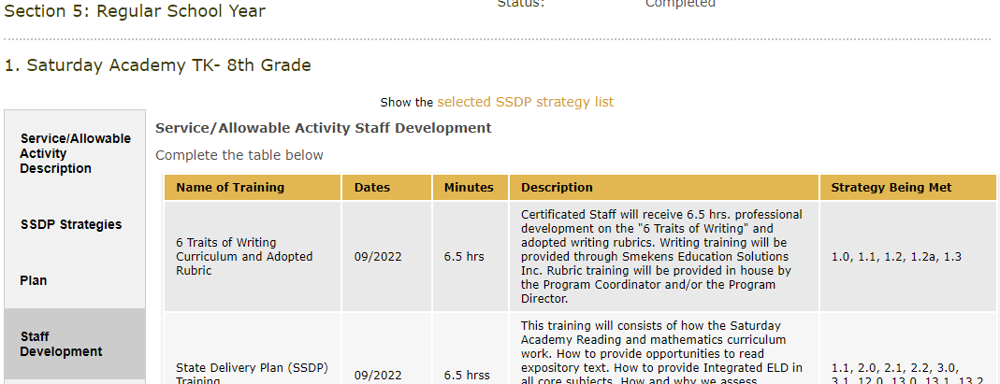 Status: Completed
Section 5: Regular School Year
1. Saturday Academy TK- 8th Grade
Show the selected SSDP strategy list
Service/Allowable
Activity
Description
SSDP Strategies
Plan
Staff
Development
Service/Allowable Activity Staff Development
Complete the table below
Name of Training Dates Minutes Description Strategy Being Met
6 Traits of Writing
Curriculum and Adopted
Rubric
09/2022
6.5 hrs
Certificated Staff will receive 6.5 hrs. professional
development on the "6 Traits of Writing" and
adopted writing rubrics. Writing training will be
provided through Smekens Education Solutions
Inc. Rubric training will be provided in house by
the Program Coordinator and/or the Program
Director.
1.0, 1.1, 1.2, 1.2a, 1.3
State Delivery Plan (SSDP)
Training
09/2022
6.5 hrss
This training will consists of how the Saturday
Academy Reading and mathematics curriculum
work. How to provide opportunities to read
expository text. How to provide Integrated ELD in
all core subjects. How and why we assess
1.1, 2.0, 2.1, 2.2, 3.0,
3.1, 12.0, 13.0, 13.1, 13.2